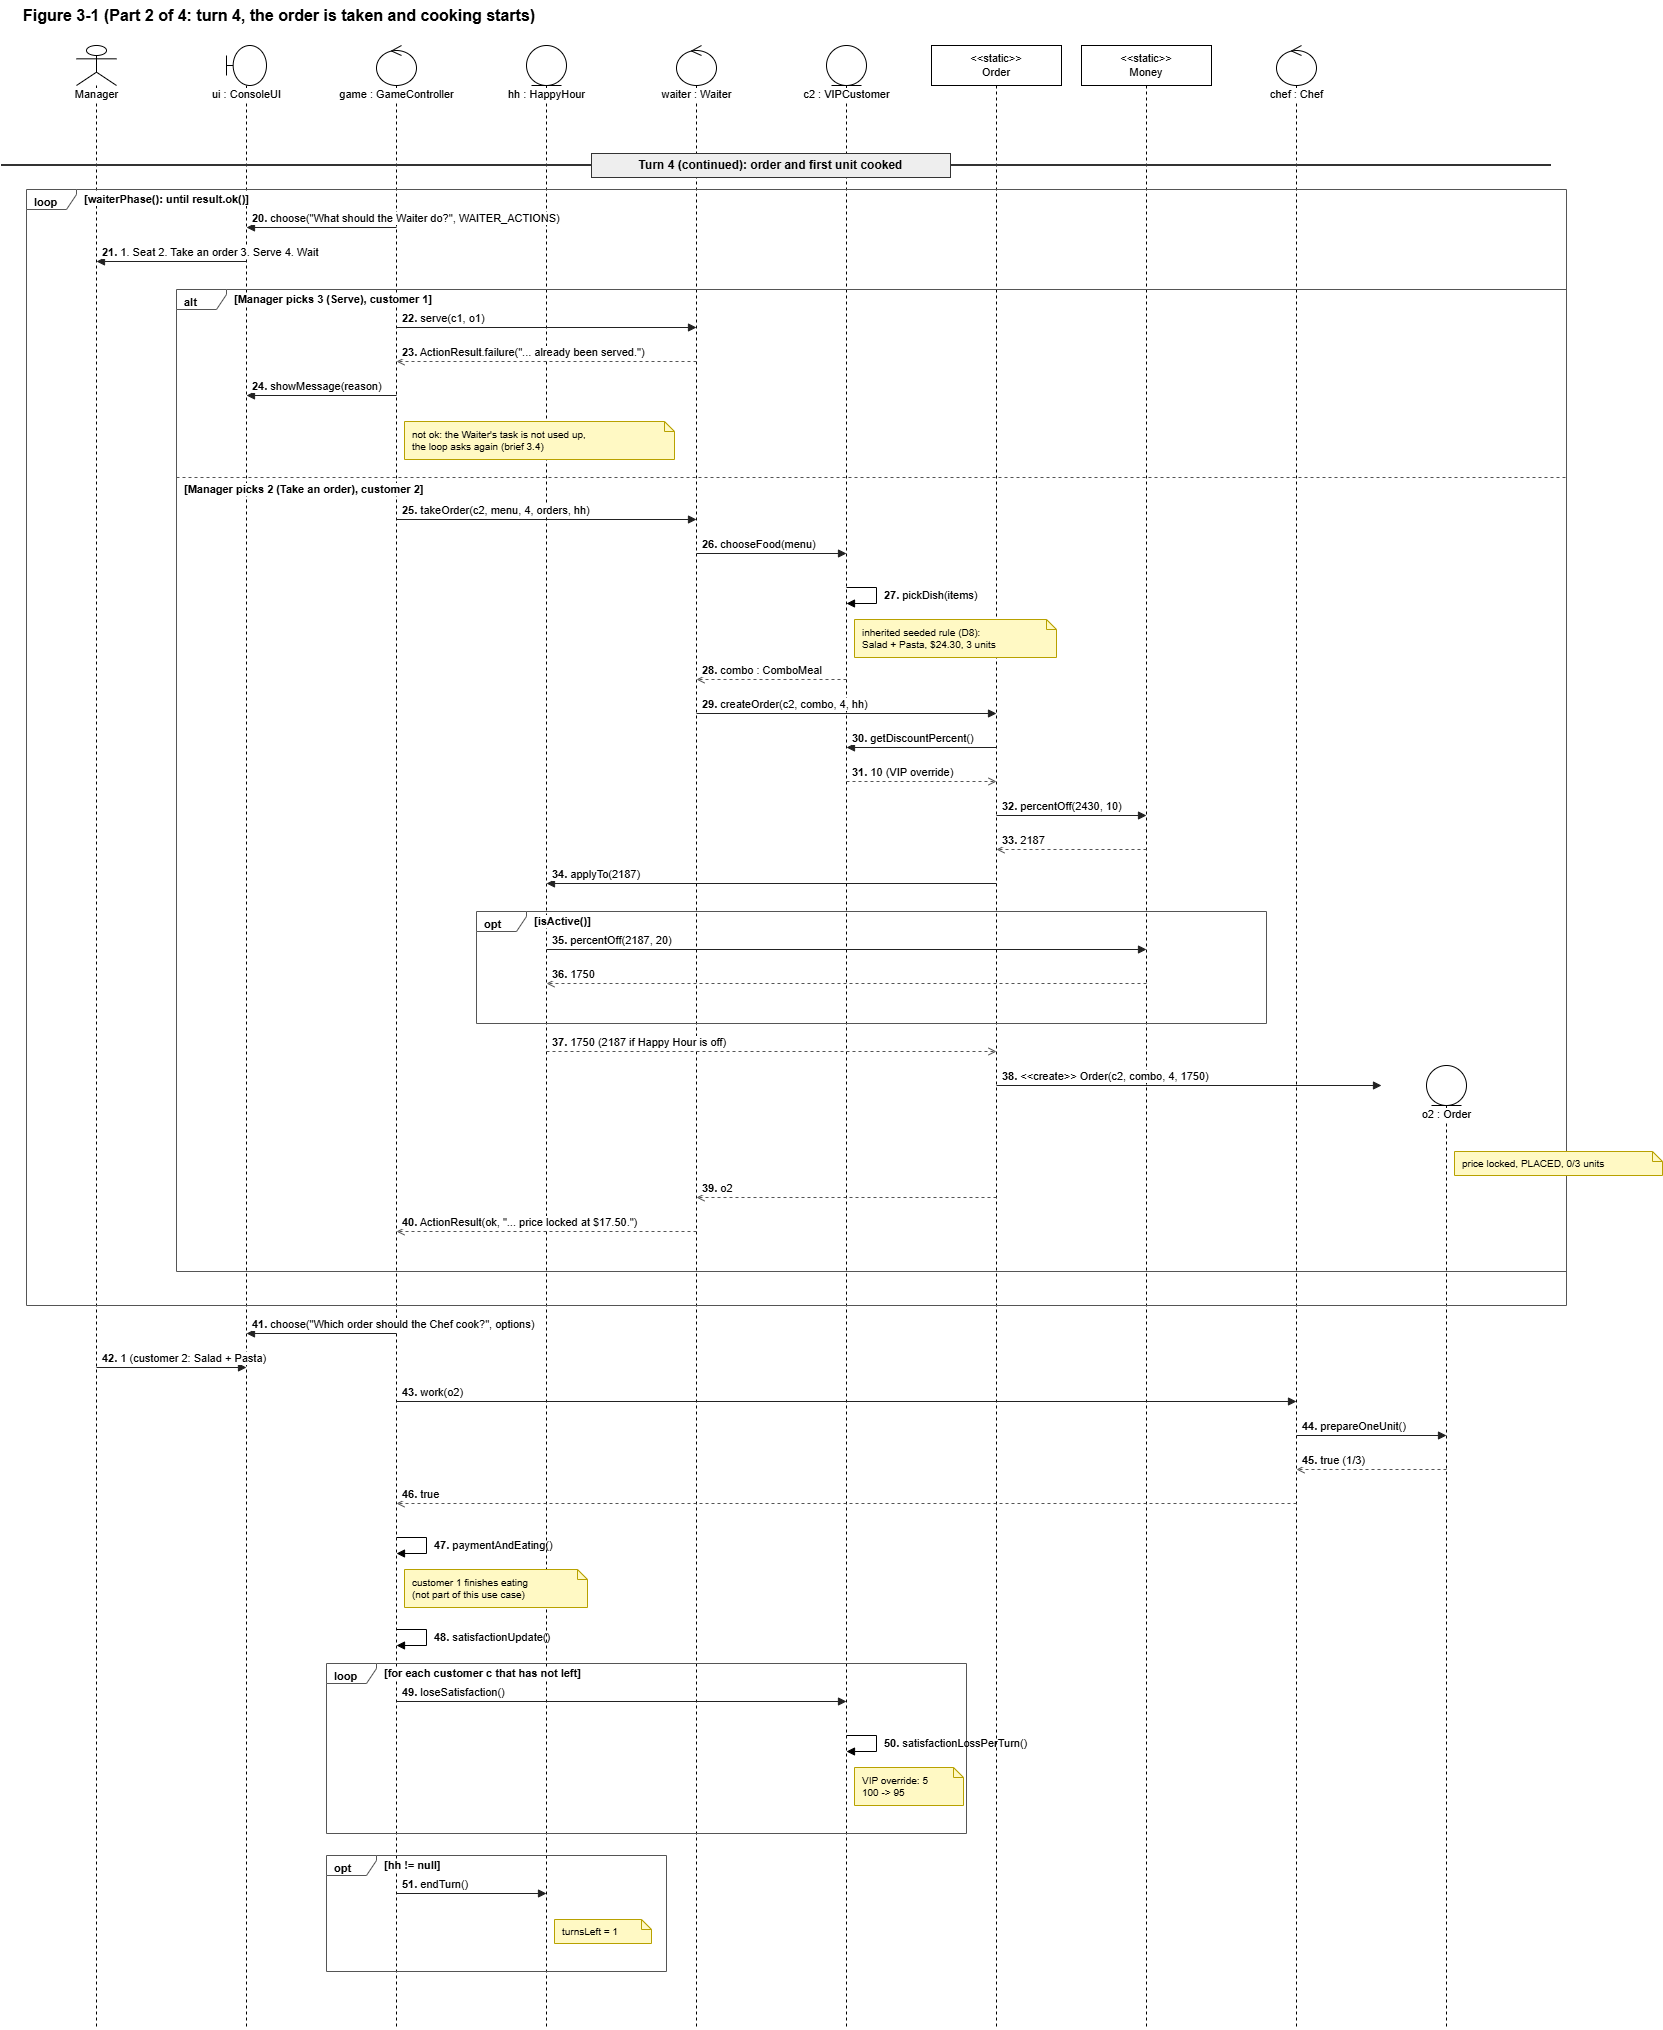 Figure 3-1 (Part 2 of 4: turn 4, the order is taken and cooking starts)
Manager
ui : ConsoleUI
game : GameController
hh : HappyHour
waiter : Waiter
c2 : VIPCustomer
<<static>>
Order
<<static>>
Money
chef : Chef
Turn 4 (continued): order and first unit cooked
loop
[waiterPhase(): until result.ok()]
20. choose("What should the Waiter do?", WAITER_ACTIONS)
21. 1. Seat 2. Take an order 3. Serve 4. Wait
alt
[Manager picks 3 (Serve), customer 1]
22. serve(c1, o1)
23. ActionResult.failure("... already been served.")
24. showMessage(reason)
not ok: the Waiter's task is not used up,
the loop asks again (brief 3.4)
[Manager picks 2 (Take an order), customer 2]
25. takeOrder(c2, menu, 4, orders, hh)
26. chooseFood(menu)
27. pickDish(items)
inherited seeded rule (D8):
Salad + Pasta, $24.30, 3 units
28. combo : ComboMeal
29. createOrder(c2, combo, 4, hh)
30. getDiscountPercent()
31. 10 (VIP override)
32. percentOff(2430, 10)
33. 2187
34. applyTo(2187)
opt
[isActive()]
35. percentOff(2187, 20)
36. 1750
37. 1750 (2187 if Happy Hour is off)
38. <<create>> Order(c2, combo, 4, 1750)
o2 : Order
price locked, PLACED, 0/3 units
39. o2
40. ActionResult(ok, "... price locked at $17.50.")
41. choose("Which order should the Chef cook?", options)
42. 1 (customer 2: Salad + Pasta)
43. work(o2)
44. prepareOneUnit()
45. true (1/3)
46. true
47. paymentAndEating()
customer 1 finishes eating
(not part of this use case)
48. satisfactionUpdate()
loop
[for each customer c that has not left]
49. loseSatisfaction()
50. satisfactionLossPerTurn()
VIP override: 5
100 -> 95
opt
[hh != null]
51. endTurn()
turnsLeft = 1